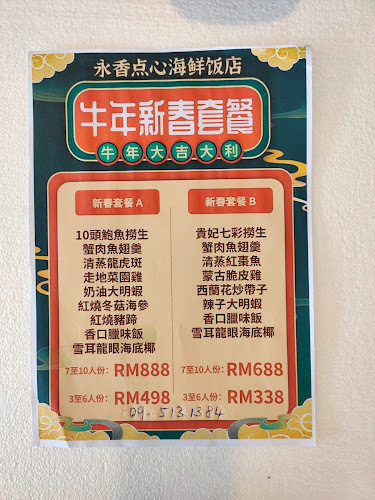 永香点心海鲜饭店
牛年新春套餐
牛年大吉大利
新春套餐 A
10頭鮑魚撈生
蟹肉魚翅羹
清蒸龍虎斑
走地菜園雞
奶油大明蝦
紅燒冬菇海參
紅燒豬蹄
香口臘味飯
雪耳龍眼海底椰
7至10人份: RM888
3至6人份: RM498
新春套餐 B
貴妃七彩撈生
蟹肉魚翅羹
清蒸紅棗魚
蒙古脆皮雞
西蘭花炒帶子
辣子大明蝦
香口臘味飯
雪耳龍眼海底椰
7至10人份: RM688
3至6人份: RM338
09-5131384